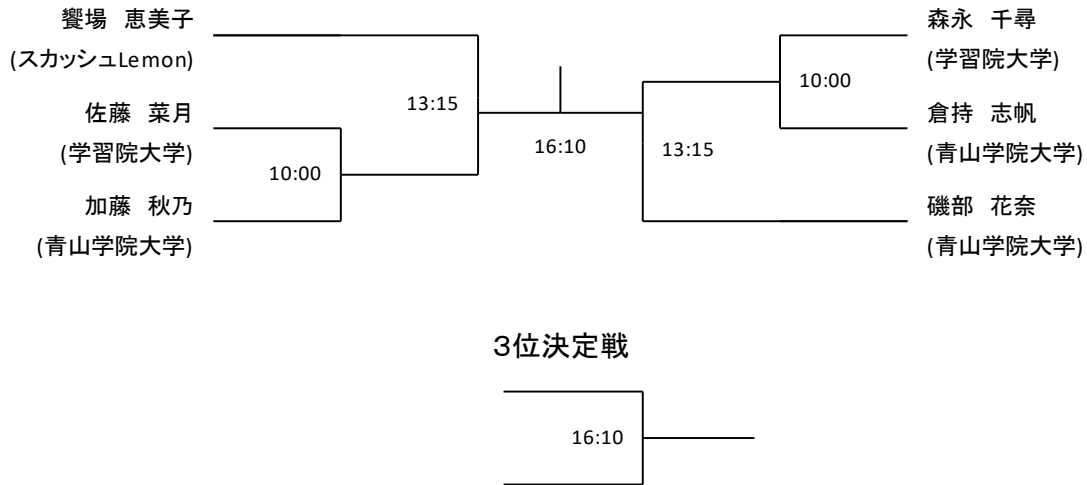 饗場　恵美子
(スカッシュLemon)
佐藤　菜月
(学習院大学)
加藤　秋乃
(青山学院大学)
10:00
13:15
16:10
森永　千尋
(学習院大学)
倉持　志帆
(青山学院大学)
磯部　花奈
(青山学院大学)
10:00
13:15
3位決定戦
16:10